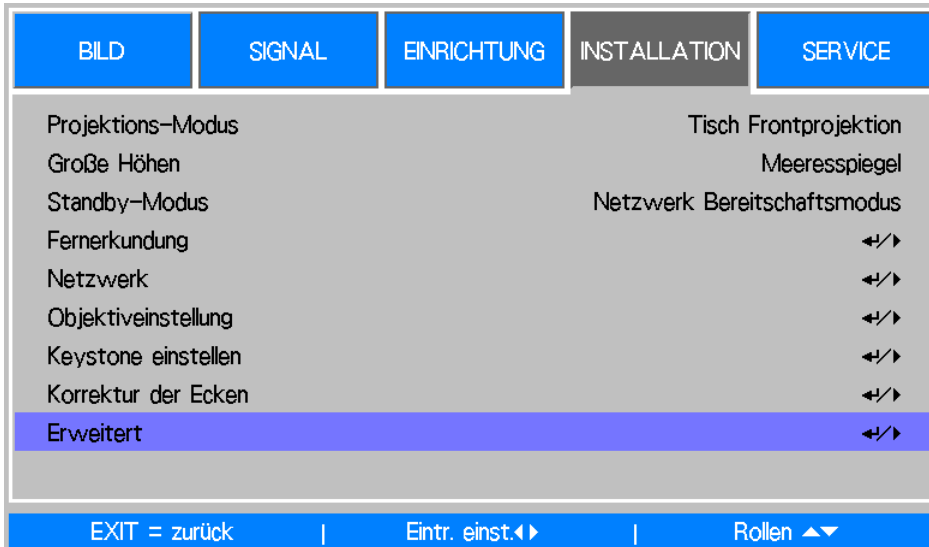 BILD SIGNAL EINRICHTUNG INSTALLATION SERVICE
Projektions-Modus Tisch Frontprojektion
Große Höhen Meeresspiegel
Standby-Modus Netzwerk Bereitschaftsmodus
Fernerkundung ↵/▶
Netzwerk ↵/▶
Objektiveinstellung ↵/▶
Keystone einstellen ↵/▶
Korrektur der Ecken ↵/▶
Erweitert ↵/▶
EXIT = zurück | Eintr. einst.◀▶ | Rollen ▲▼